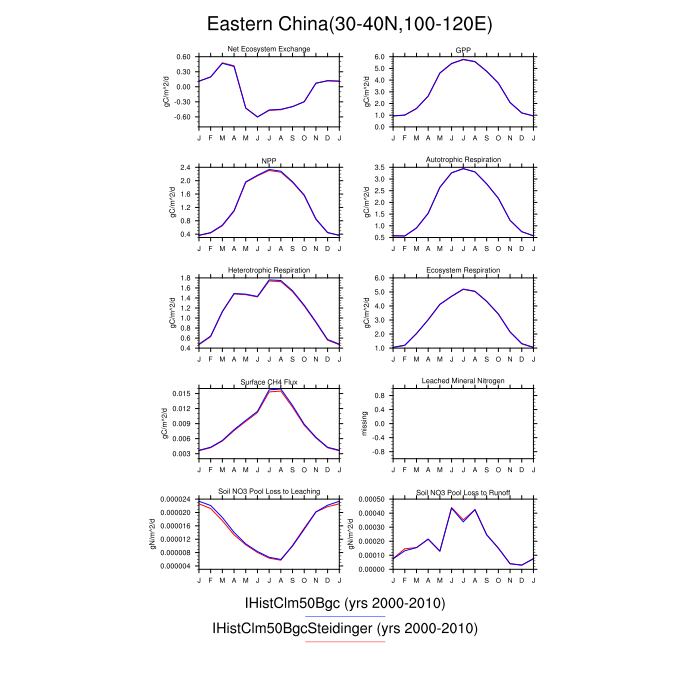 Eastern China(30-40N,100-120E)
Net Ecosystem Exchange
GPP
gC/m^2/d
0.60
0.30
0.00
-0.30
-0.60
J F M A M J J A S O N D J
gC/m^2/d
6.0
5.0
4.0
3.0
2.0
1.0
0.0
J F M A M J J A S O N D J
NPP
Autotrophic Respiration
gC/m^2/d
2.4
2.0
1.6
1.2
0.8
0.4
J F M A M J J A S O N D J
gC/m^2/d
3.5
3.0
2.5
2.0
1.5
1.0
0.5
J F M A M J J A S O N D J
Heterotrophic Respiration
Ecosystem Respiration
gC/m^2/d
1.8
1.6
1.4
1.2
1.0
0.8
0.6
0.4
J F M A M J J A S O N D J
gC/m^2/d
6.0
5.0
4.0
3.0
2.0
1.0
J F M A M J J A S O N D J
Surface CH4 Flux
Leached Mineral Nitrogen
gC/m^2/d
0.015
0.012
0.009
0.006
0.003
J F M A M J J A S O N D J
missing
0.8
0.4
-0.0
-0.4
-0.8
J F M A M J J A S O N D J
Soil NO3 Pool Loss to Leaching
Soil NO3 Pool Loss to Runoff
gN/m^2/d
0.000024
0.000020
0.000016
0.000012
0.000008
0.000004
J F M A M J J A S O N D J
gN/m^2/d
0.00050
0.00040
0.00030
0.00020
0.00010
0.00000
J F M A M J J A S O N D J
IHistClm50Bgc (yrs 2000-2010)
IHistClm50BgcSteidinger (yrs 2000-2010)